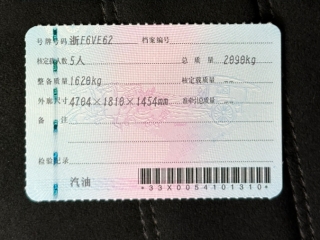 号牌号码 浙F6VE62 档案编号
核定载人数 5人 总质量 2090kg
整备质量 1620kg 核定载质量 --
外廓尺寸 4704×1810×1454mm 准牵引总质量 --
备注
检验记录
汽油
*33X0054101310*